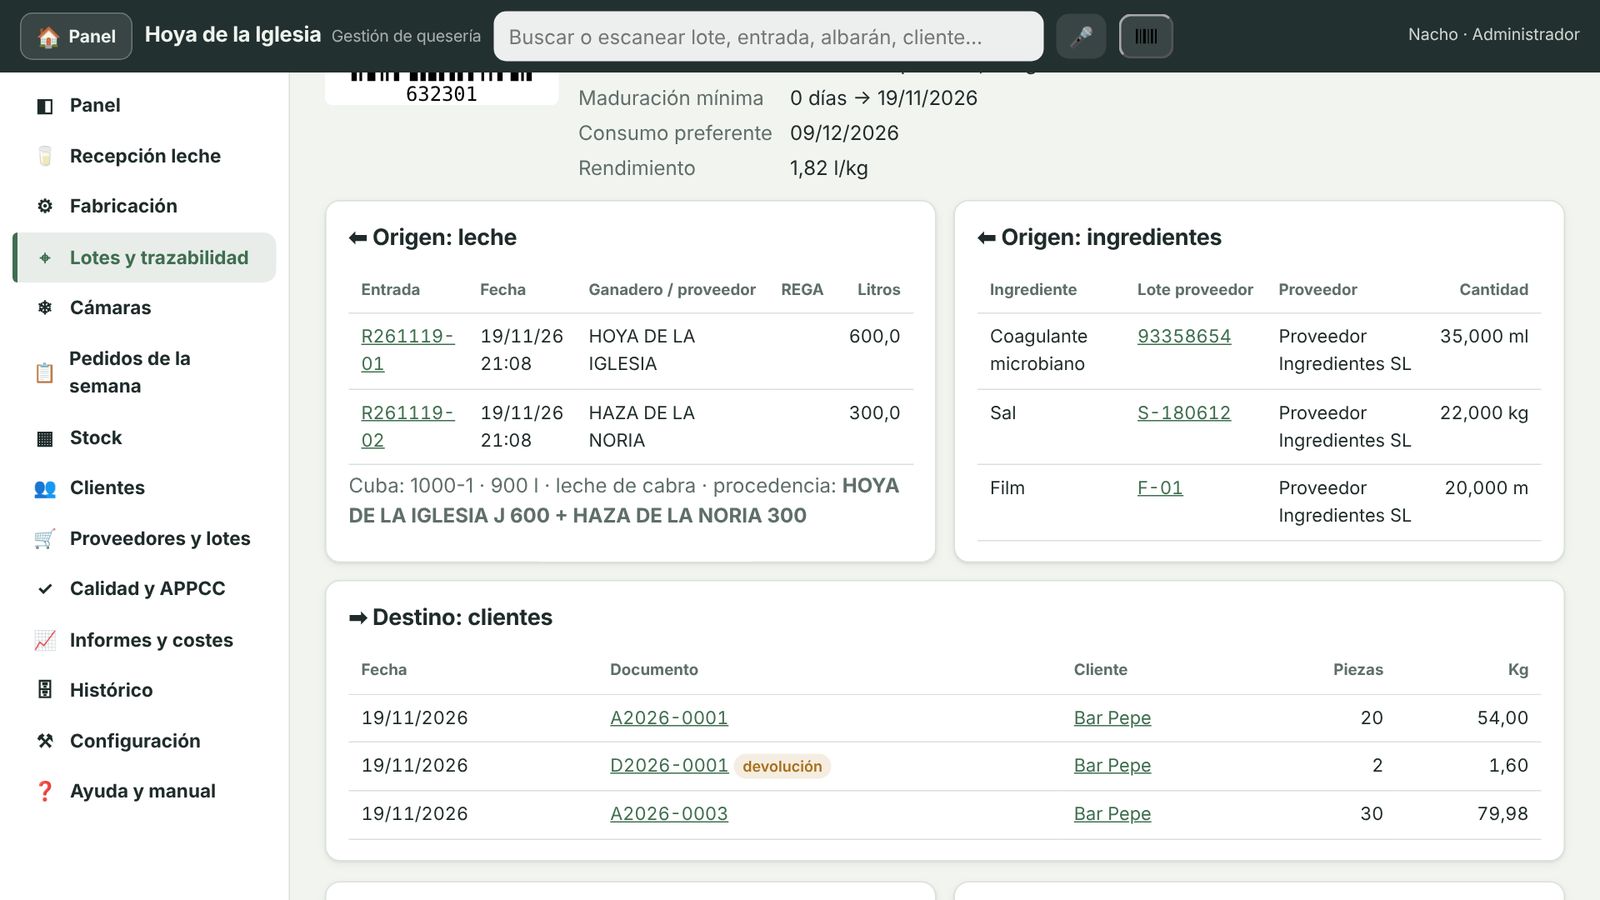 Panel
Hoya de la Iglesia Gestión de quesería
Buscar o escanear lote, entrada, albarán, cliente...
Nacho · Administrador
Panel
Recepción leche
Fabricación
Lotes y trazabilidad
Cámaras
Pedidos de la
semana
Stock
Clientes
Proveedores y lotes
Calidad y APPCC
Informes y costes
Histórico
Configuración
Ayuda y manual
632301
Maduración mínima 0 días → 19/11/2026
Consumo preferente 09/12/2026
Rendimiento 1,82 l/kg
⬅ Origen: leche
Entrada Fecha Ganadero / proveedor REGA Litros
R261119-01 19/11/26 21:08 HOYA DE LA IGLESIA 600,0
R261119-02 19/11/26 21:08 HAZA DE LA NORIA 300,0
Cuba: 1000-1 · 900 l · leche de cabra · procedencia: HOYA
DE LA IGLESIA J 600 + HAZA DE LA NORIA 300
⬅ Origen: ingredientes
Ingrediente Lote proveedor Proveedor Cantidad
Coagulante microbiano 93358654 Proveedor Ingredientes SL 35,000 ml
Sal S-180612 Proveedor Ingredientes SL 22,000 kg
Film F-01 Proveedor Ingredientes SL 20,000 m
➡ Destino: clientes
Fecha Documento Cliente Piezas Kg
19/11/2026 A2026-0001 Bar Pepe 20 54,00
19/11/2026 D2026-0001 devolución Bar Pepe 2 1,60
19/11/2026 A2026-0003 Bar Pepe 30 79,98